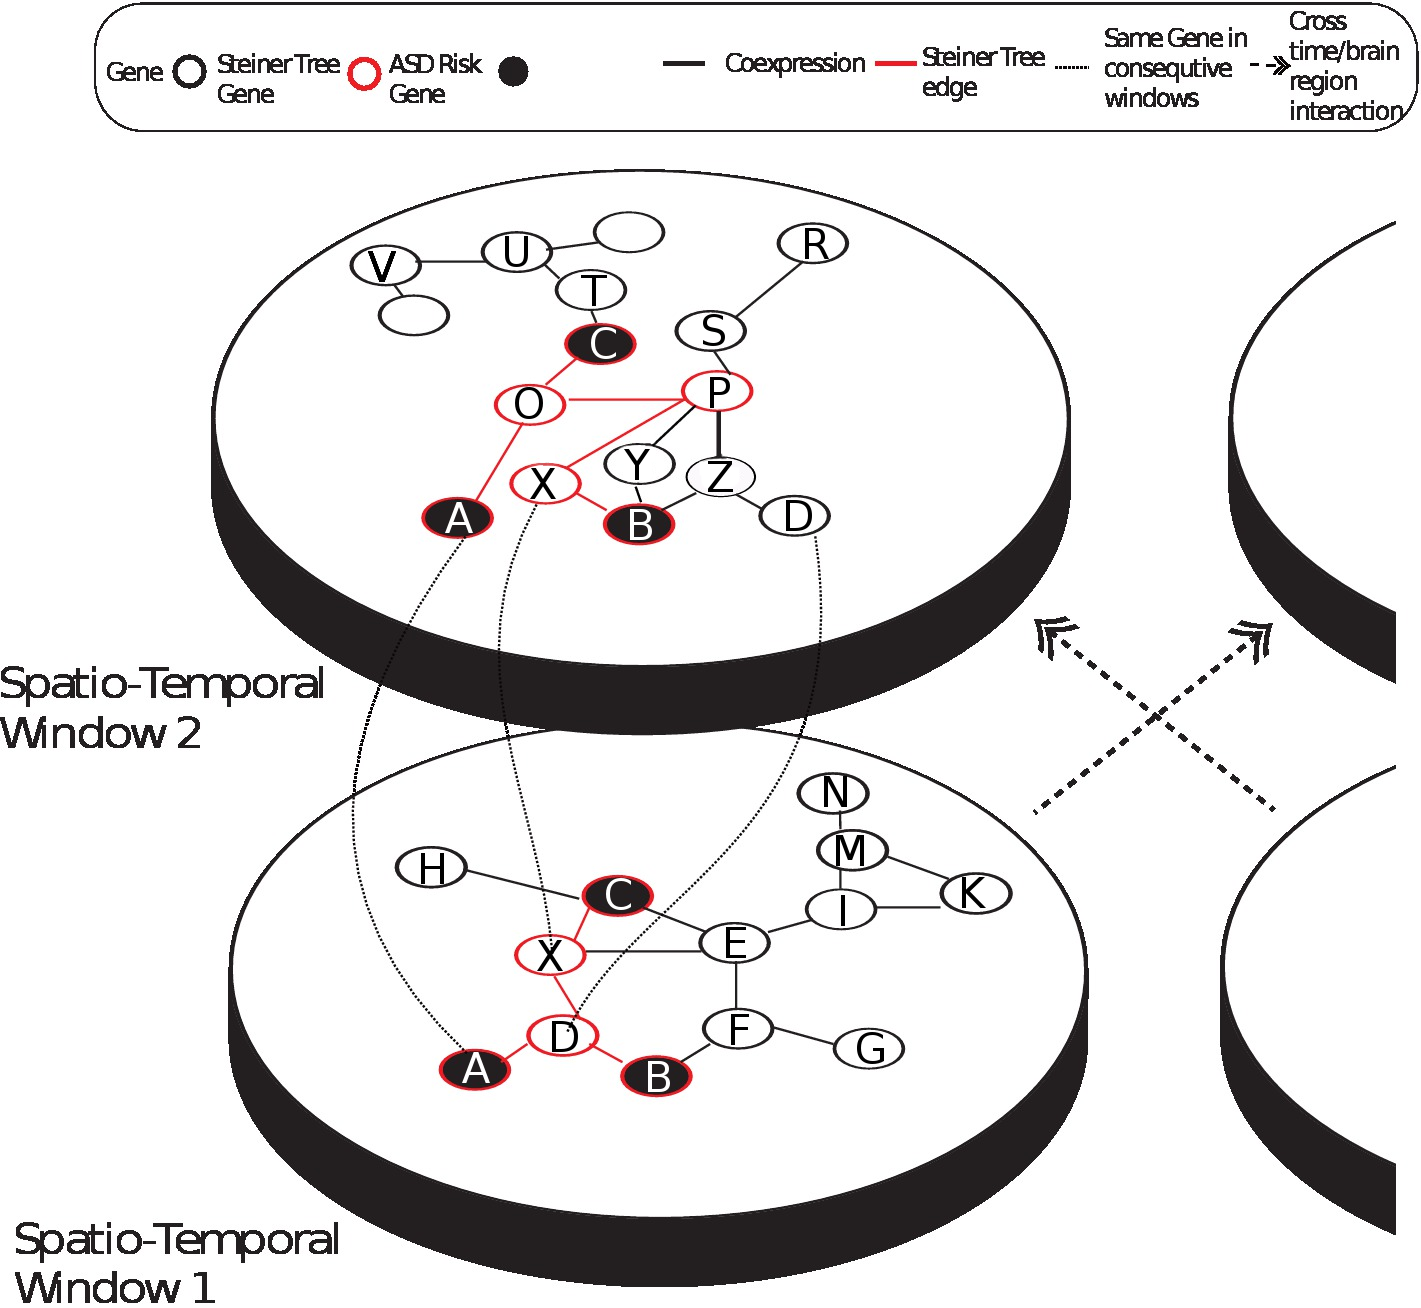 Gene
Steiner Tree
Gene
ASD Risk
Gene
Coexpression
Steiner Tree
edge
Same Gene in
consequtive
windows
Cross
time/brain
region
interaction
V
U
T
C
R
S
O
P
X
Y
Z
A
B
D
Spatio-Temporal
Window 2
N
M
H
C
K
I
X
E
D
F
G
A
B
Spatio-Temporal
Window 1